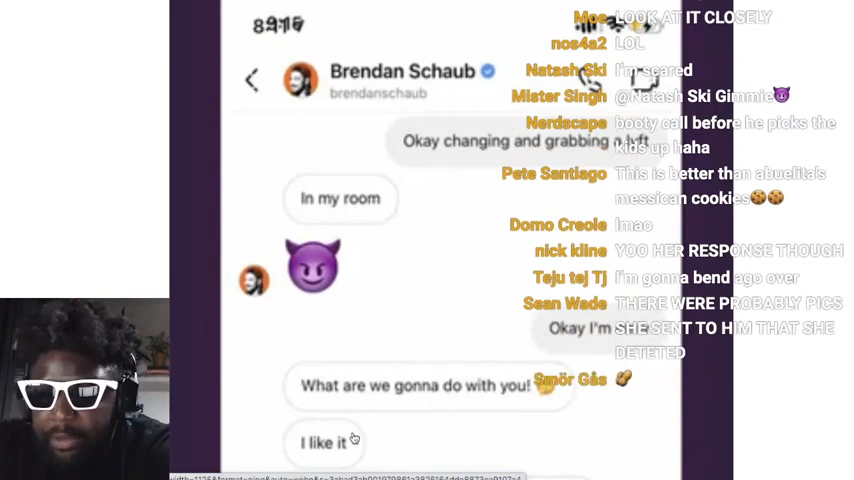 Brendan Schaub
brendanschaub
Okay changing and grabbing a lyft
In my room
Okay I'm
What are we gonna do with you!
I like it
Moe LOOK AT IT CLOSELY
nos4a2 LOL
Natash Ski I'm scared
Mister Singh @Natash Ski Gimmie😈
Nerdscape booty call before he picks the
kids up haha
Pete Santiago This is better than abuelita's
messican cookies🍪🍪
Domo Creole lmao
nick kline YOO HER RESPONSE THOUGH
Teju tej Tj I'm gonna bend ago over
Sean Wade THERE WERE PROBABLY PICS
SHE SENT TO HIM THAT SHE
DETETED
Smör Gås 🥜